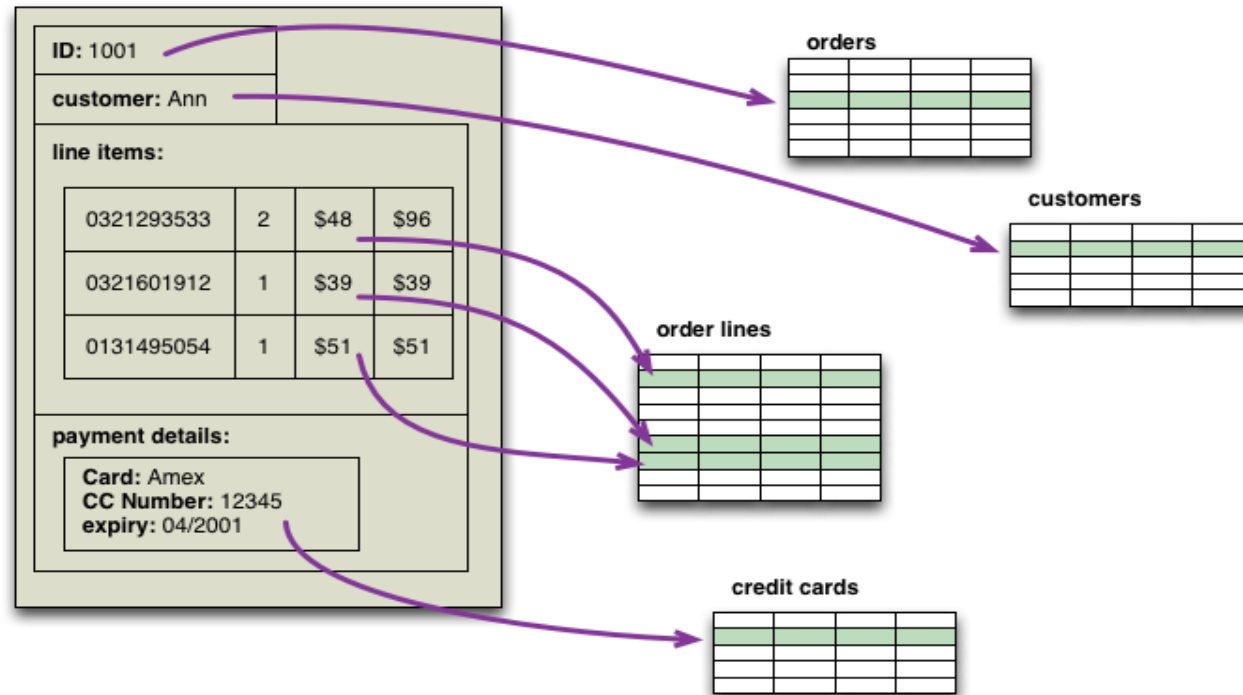 ID: 1001
customer: Ann
line items:
0321293533 2 $48 $96
0321601912 1 $39 $39
0131495054 1 $51 $51
payment details:
Card: Amex
CC Number: 12345
expiry: 04/2001
orders
customers
order lines
credit cards